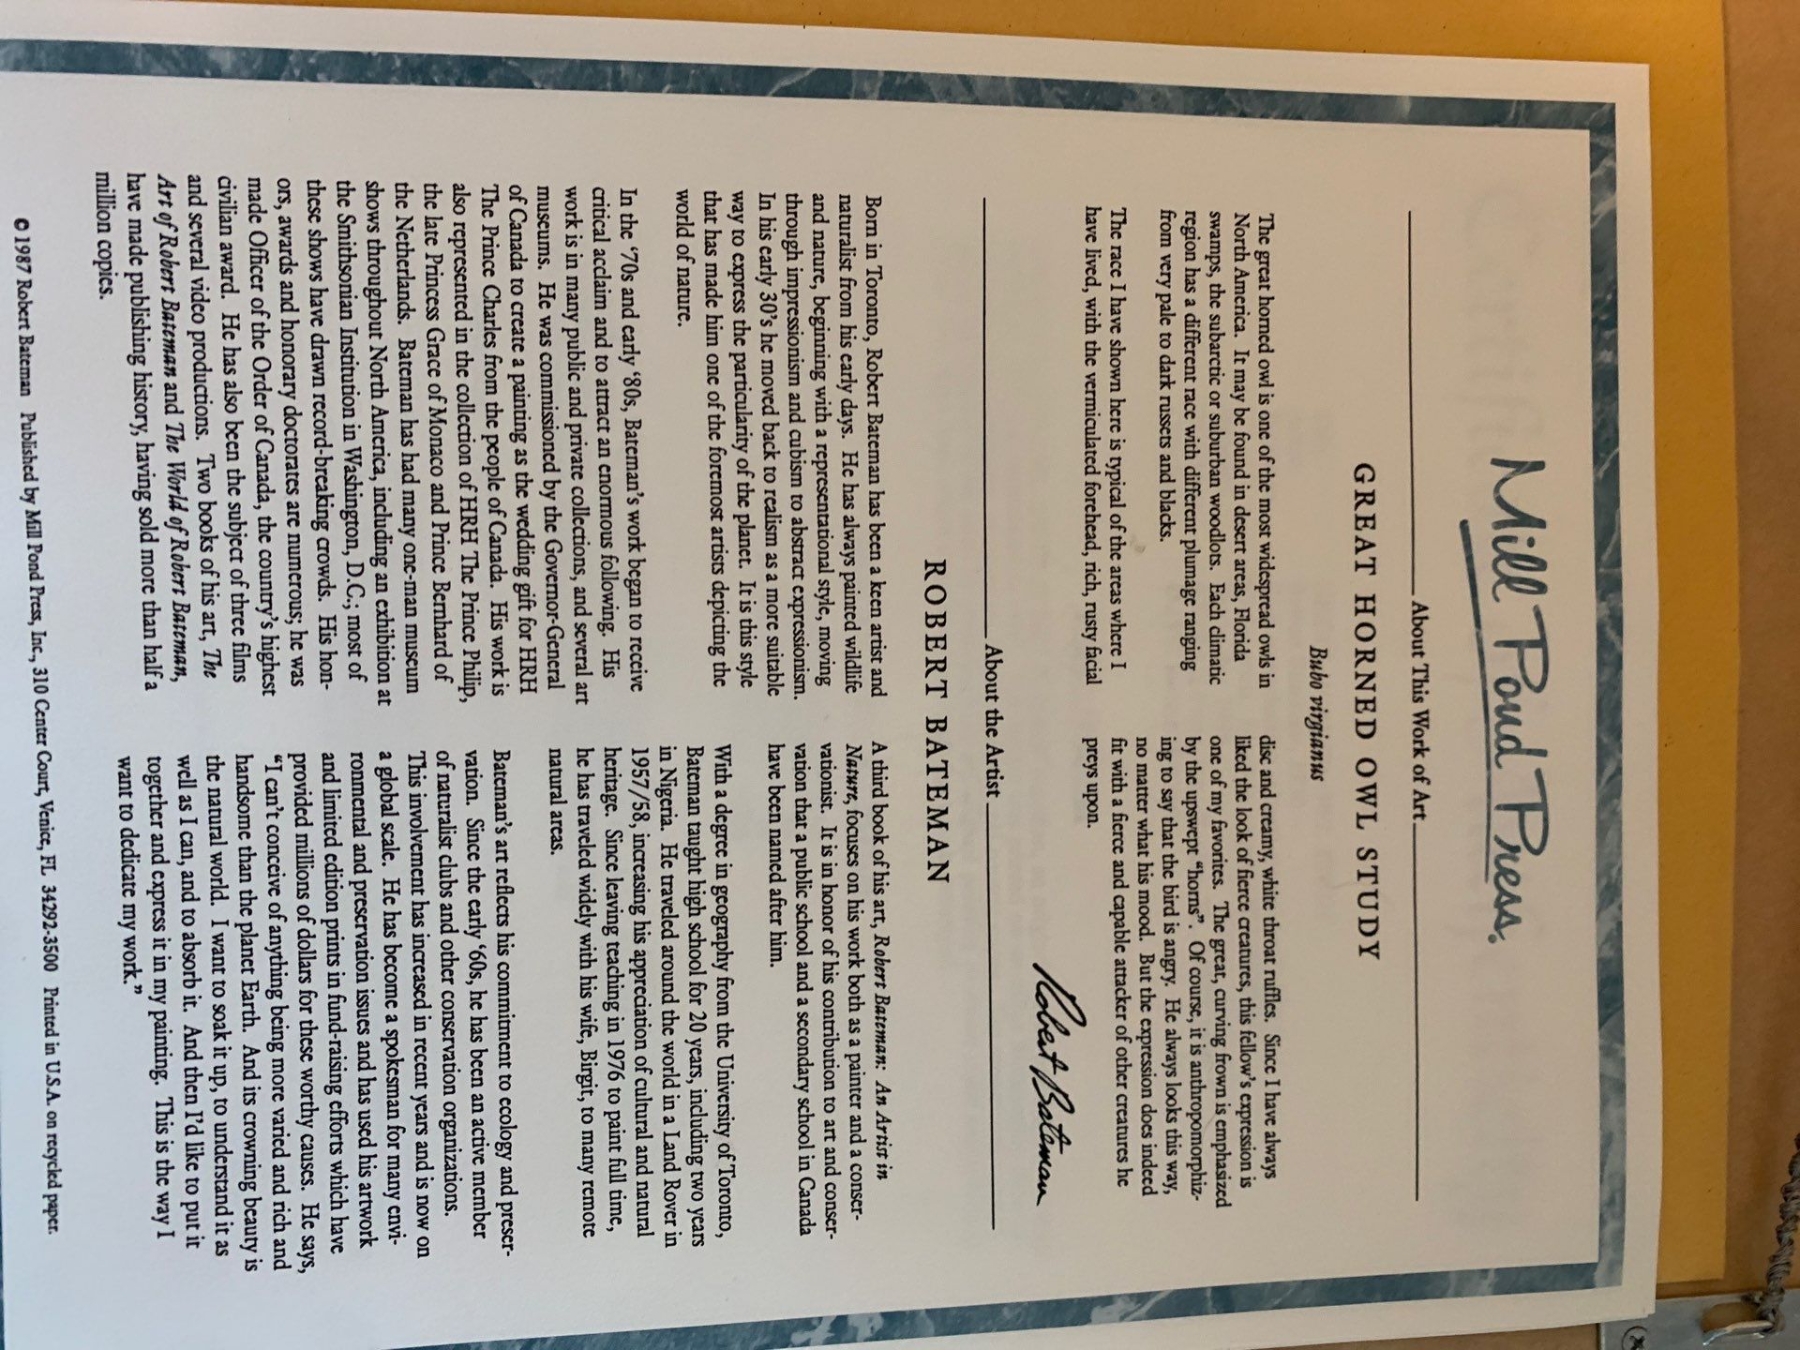 Mill Pond Press.
About This Work of Art
GREAT HORNED OWL STUDY
Bubo virginianus
The great horned owl is one of the most widespread owls in
North America. It may be found in desert areas, Florida
swamps, the subarctic or suburban woodlots. Each climatic
region has a different race with different plumage ranging
from very pale to dark russets and blacks.
The race I have shown here is typical of the areas where I
have lived, with the vermiculated forehead, rich, rusty facial
disc and creamy, white throat ruffles. Since I have always
liked the look of fierce creatures, this fellow's expression is
one of my favorites. The great, curving frown is emphasized
by the upswept "horns". Of course, it is anthropomorphiz-
ing to say that the bird is angry. He always looks this way,
no matter what his mood. But the expression does indeed
fit with a fierce and capable attacker of other creatures he
preys upon.
Robert Bateman
About the Artist
ROBERT BATEMAN
Born in Toronto, Robert Bateman has been a keen artist and
naturalist from his early days. He has always painted wildlife
and nature, beginning with a representational style, moving
through impressionism and cubism to abstract expressionism.
In his early 30's he moved back to realism as a more suitable
way to express the particularity of the planet. It is this style
that has made him one of the foremost artists depicting the
world of nature.
In the '70s and early '80s, Bateman's work began to receive
critical acclaim and to attract an enormous following. His
work is in many public and private collections, and several art
museums. He was commissioned by the Governor-General
of Canada to create a painting as the wedding gift for HRH
The Prince Charles from the people of Canada. His work is
also represented in the collection of HRH The Prince Philip,
the late Princess Grace of Monaco and Prince Bernhard of
the Netherlands. Bateman has had many one-man museum
shows throughout North America, including an exhibition at
the Smithsonian Institution in Washington, D.C.; most of
these shows have drawn record-breaking crowds. His hon-
ors, awards and honorary doctorates are numerous; he was
made Officer of the Order of Canada, the country's highest
civilian award. He has also been the subject of three films
and several video productions. Two books of his art, The
Art of Robert Bateman and The World of Robert Bateman,
have made publishing history, having sold more than half a
million copies.
A third book of his art, Robert Bateman: An Artist in
Nature, focuses on his work both as a painter and a conser-
vationist. It is in honor of his contribution to art and conser-
vation that a public school and a secondary school in Canada
have been named after him.
With a degree in geography from the University of Toronto,
Bateman taught high school for 20 years, including two years
in Nigeria. He traveled around the world in a Land Rover in
1957/58, increasing his appreciation of cultural and natural
heritage. Since leaving teaching in 1976 to paint full time,
he has traveled widely with his wife, Birgit, to many remote
natural areas.
Bateman's art reflects his commitment to ecology and preser-
vation. Since the early '60s, he has been an active member
of naturalist clubs and other conservation organizations.
This involvement has increased in recent years and is now on
a global scale. He has become a spokesman for many envi-
ronmental and preservation issues and has used his artwork
and limited edition prints in fund-raising efforts which have
provided millions of dollars for these worthy causes. He says,
"I can't conceive of anything being more varied and rich and
handsome than the planet Earth. And its crowning beauty is
the natural world. I want to soak it up, to understand it as
well as I can, and to absorb it. And then I'd like to put it
together and express it in my painting. This is the way I
want to dedicate my work."
© 1987 Robert Bateman Published by Mill Pond Press, Inc., 310 Center Court, Venice, FL 34292-3500 Printed in U.S.A. on recycled paper.